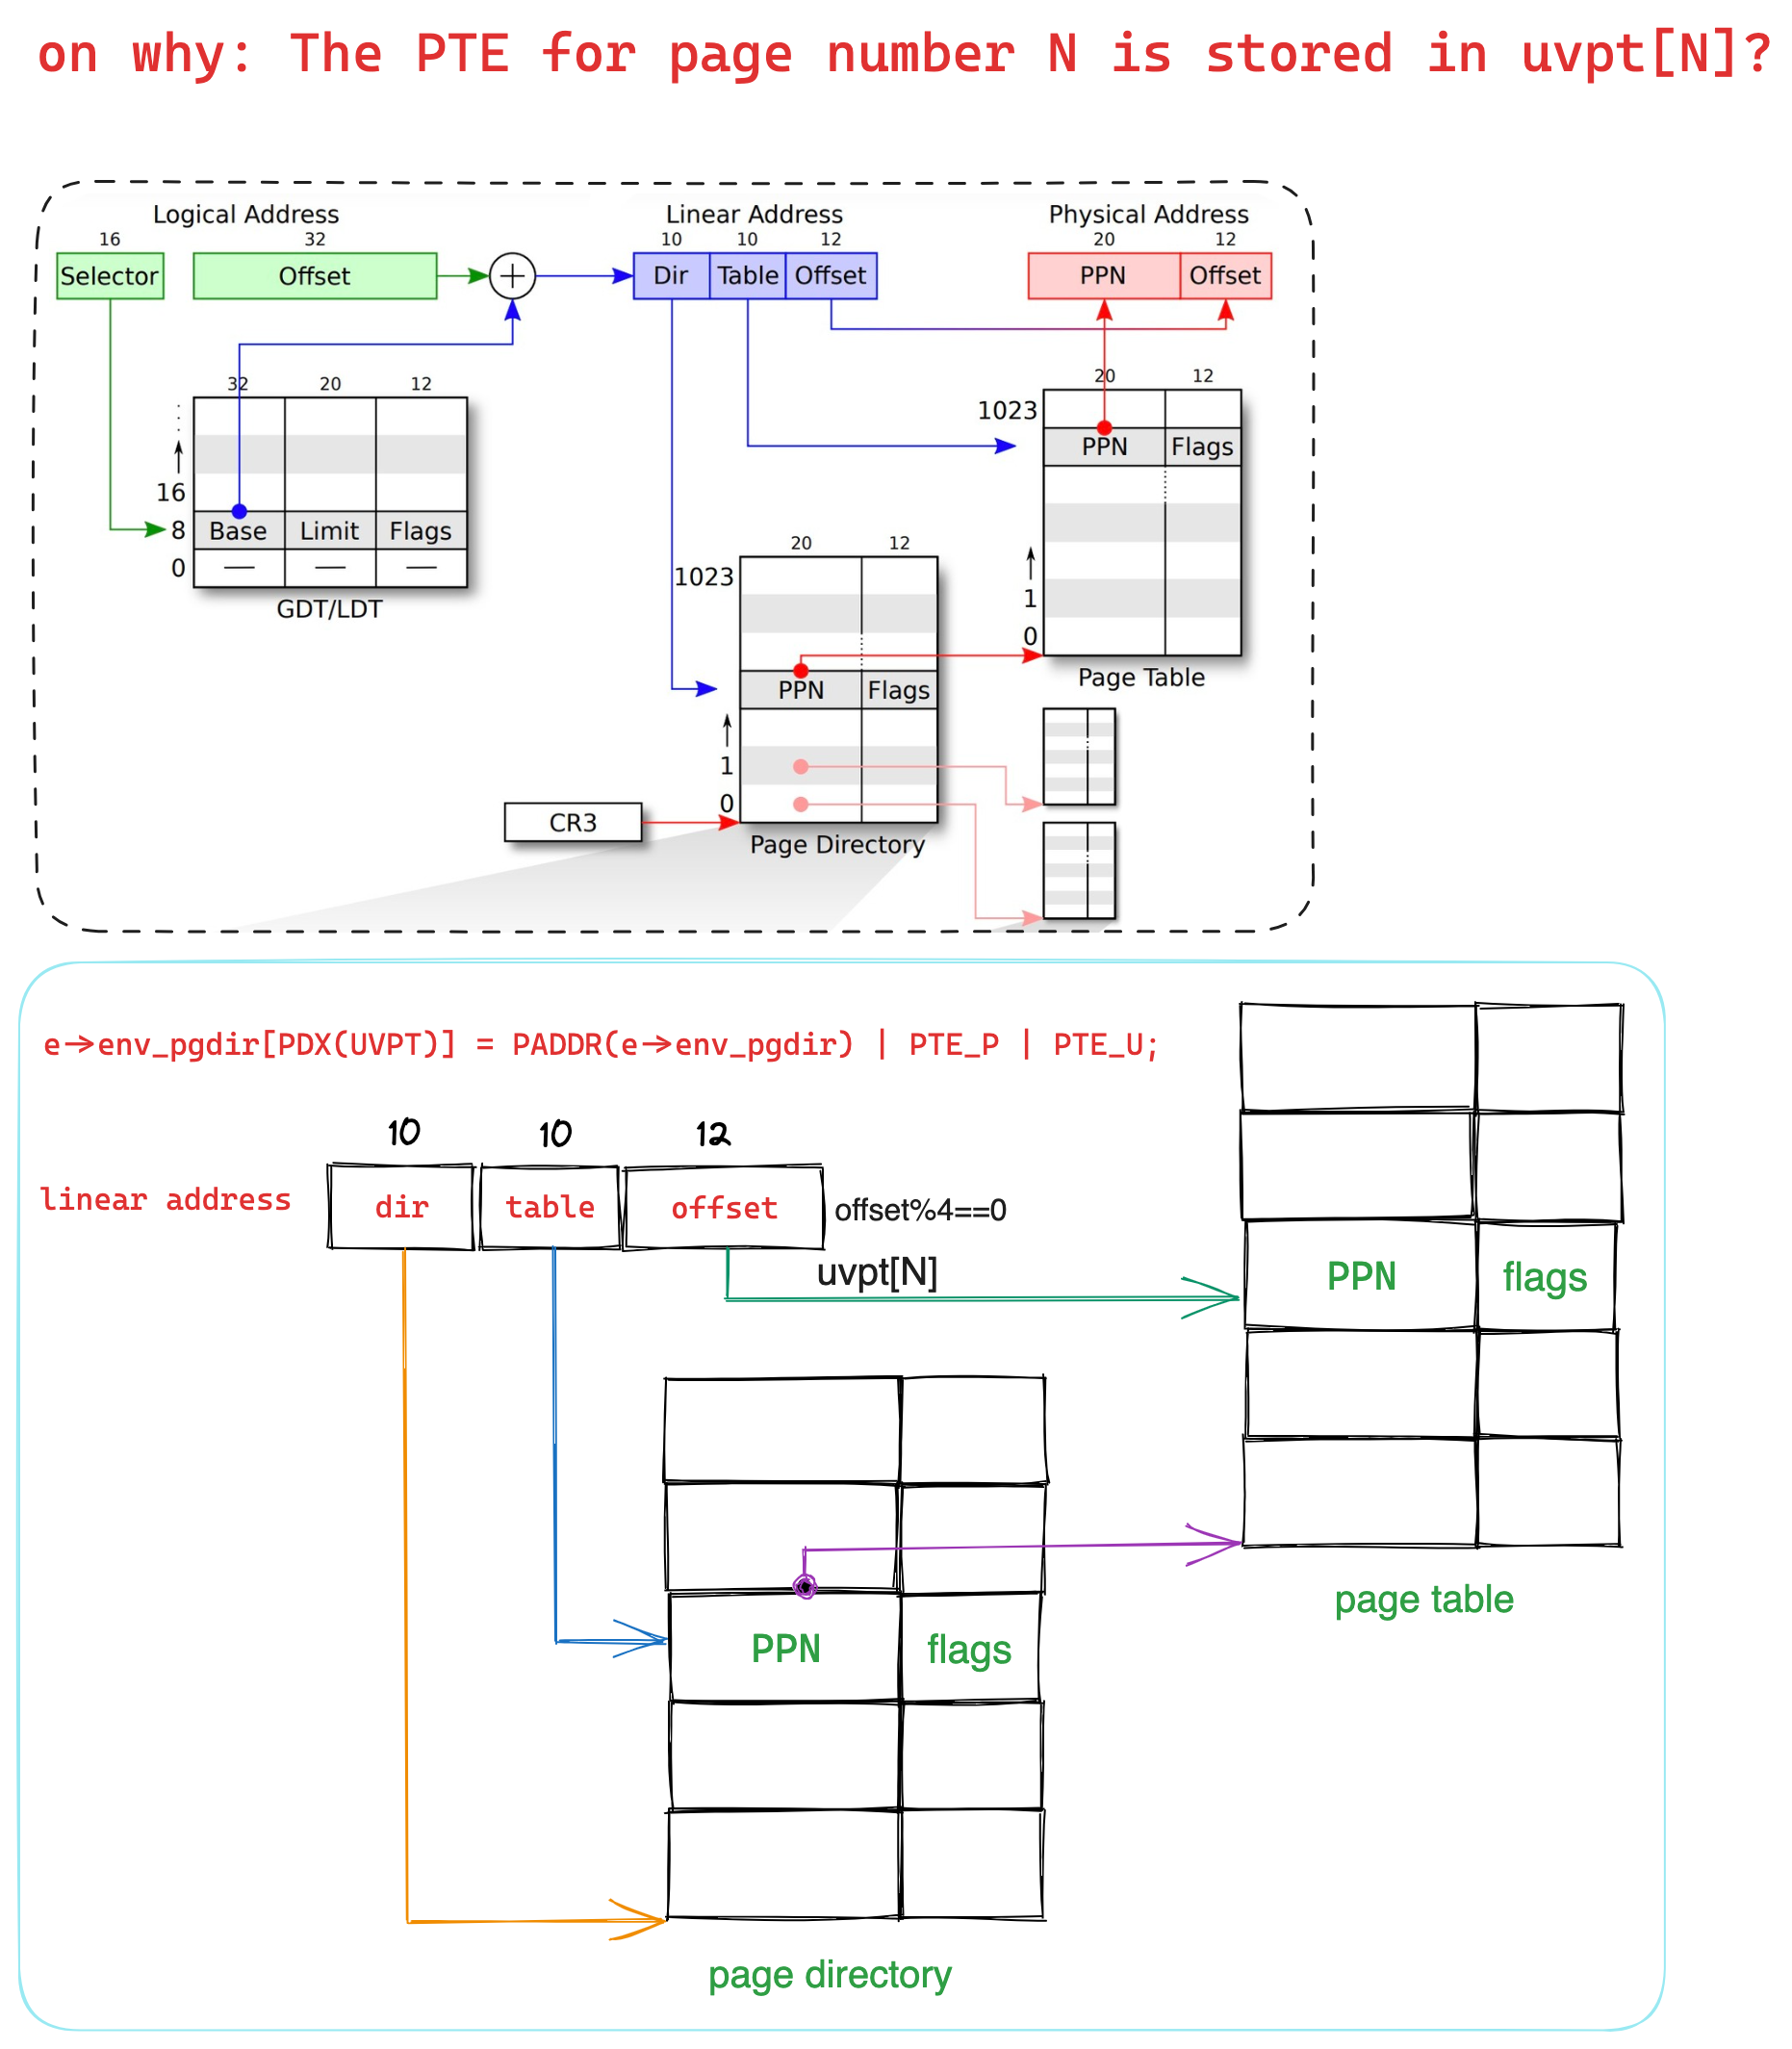 on why: The PTE for page number N is stored in uvpt[N]?
Logical Address
Linear Address
Physical Address
16
32
10
10
12
20
12
Selector
Offset
Dir
Table
Offset
PPN
Offset
32
20
12
20
12
1023
PPN
Flags
16
8
Base
Limit
Flags
0
GDT/LDT
20
12
1023
1
0
Page Table
PPN
Flags
1
0
CR3
Page Directory
e->env_pgdir[PDX(UVPT)] = PADDR(e->env_pgdir) | PTE_P | PTE_U;
10
10
12
linear address
dir
table
offset
offset%4==0
uvpt[N]
PPN
flags
page table
PPN
flags
page directory